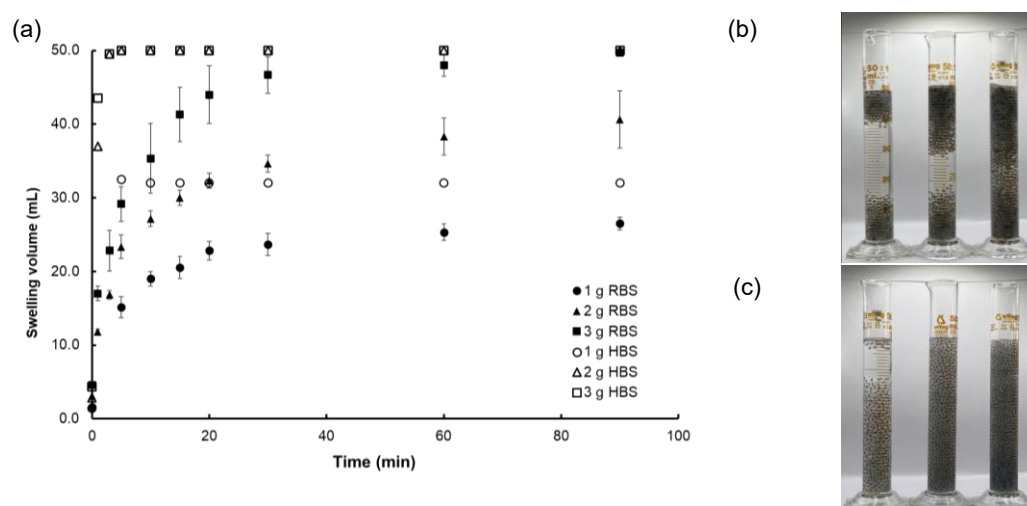 (a)
50.0
40.0
30.0
20.0
10.0
0.0
Swelling volume (mL)
0
20
40
60
80
100
Time (min)
1 g RBS
2 g RBS
3 g RBS
1 g HBS
2 g HBS
3 g HBS
(b)
(c)